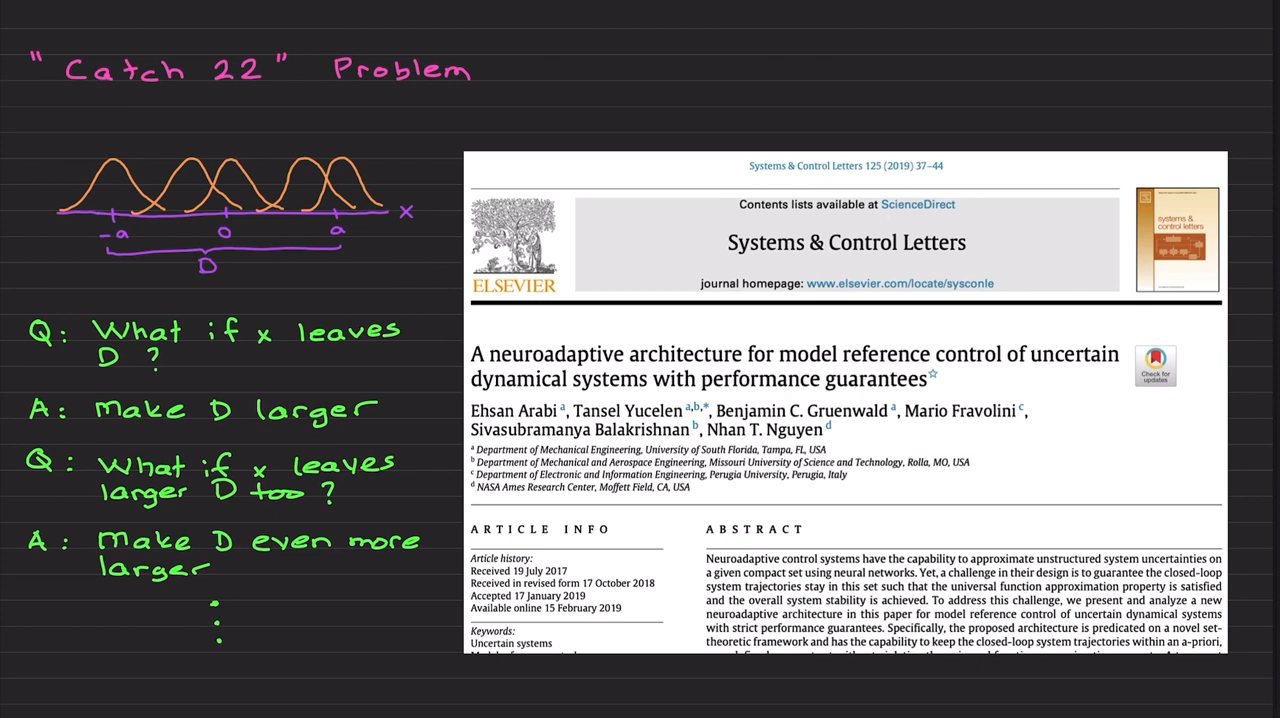 "Catch 22" Problem
x
-a 0 a
D
Q: What if x leaves
D ?
A: Make D larger
Q: What if x leaves
larger D too ?
A: Make D even more
larger
Systems & Control Letters 125 (2019) 37–44
Contents lists available at ScienceDirect
Systems & Control Letters
journal homepage: www.elsevier.com/locate/sysconle
ELSEVIER
systems &
control letters
A neuroadaptive architecture for model reference control of uncertain
dynamical systems with performance guarantees☆
Check for
updates
Ehsan Arabi a, Tansel Yucelen a,b,*, Benjamin C. Gruenwald a, Mario Fravolini c,
Sivasubramanya Balakrishnan b, Nhan T. Nguyen d
a Department of Mechanical Engineering, University of South Florida, Tampa, FL, USA
b Department of Mechanical and Aerospace Engineering, Missouri University of Science and Technology, Rolla, MO, USA
c Department of Electronic and Information Engineering, Perugia University, Perugia, Italy
d NASA Ames Research Center, Moffett Field, CA, USA
ARTICLE INFO
Article history:
Received 19 July 2017
Received in revised form 17 October 2018
Accepted 17 January 2019
Available online 15 February 2019
Keywords:
Uncertain systems
ABSTRACT
Neuroadaptive control systems have the capability to approximate unstructured system uncertainties on
a given compact set using neural networks. Yet, a challenge in their design is to guarantee the closed-loop
system trajectories stay in this set such that the universal function approximation property is satisfied
and the overall system stability is achieved. To address this challenge, we present and analyze a new
neuroadaptive architecture in this paper for model reference control of uncertain dynamical systems
with strict performance guarantees. Specifically, the proposed architecture is predicated on a novel set-
theoretic framework and has the capability to keep the closed-loop system trajectories within an a-priori,